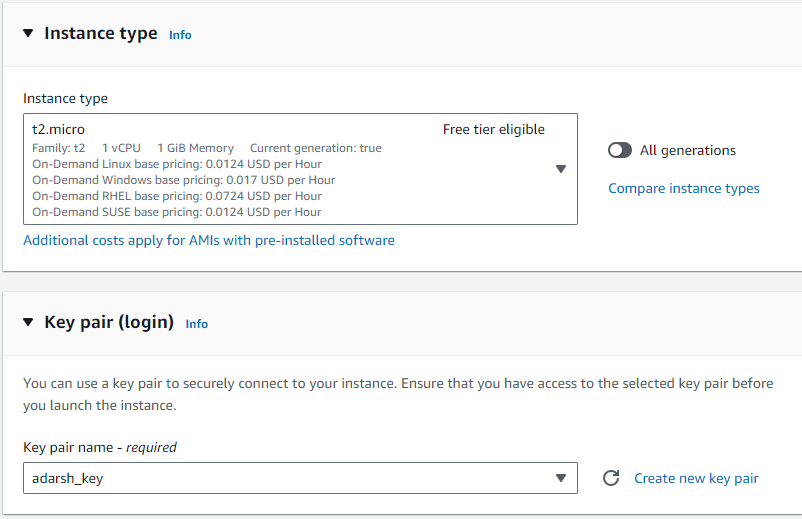 Instance type Info
Instance type
t2.micro Free tier eligible
Family: t2 1 vCPU 1 GiB Memory Current generation: true
On-Demand Linux base pricing: 0.0124 USD per Hour
On-Demand Windows base pricing: 0.017 USD per Hour
On-Demand RHEL base pricing: 0.0724 USD per Hour
On-Demand SUSE base pricing: 0.0124 USD per Hour
All generations
Compare instance types
Additional costs apply for AMIs with pre-installed software
Key pair (login) Info
You can use a key pair to securely connect to your instance. Ensure that you have access to the selected key pair before
you launch the instance.
Key pair name - required
adarsh_key
Create new key pair